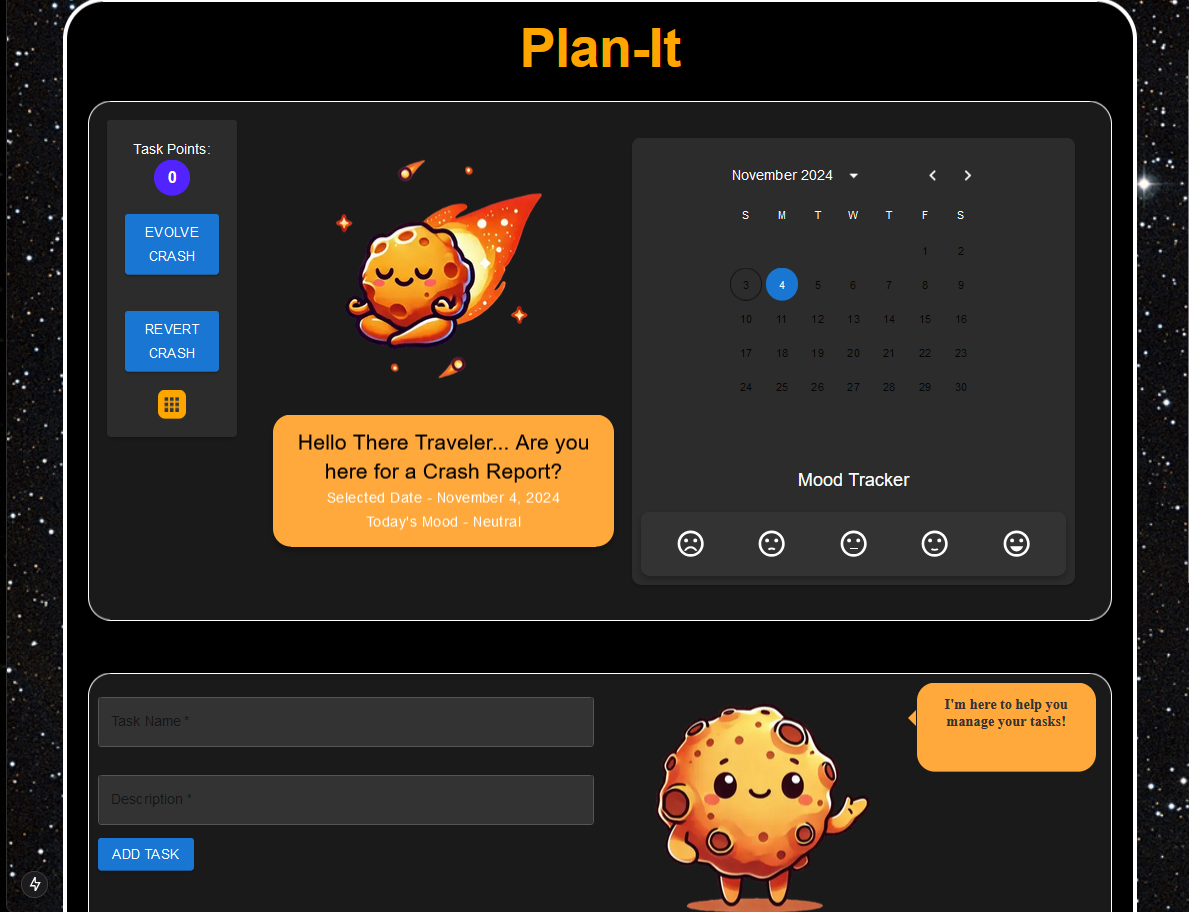 Plan-It
Task Points:
0
EVOLVE
CRASH
REVERT
CRASH
Hello There Traveler... Are you
here for a Crash Report?
Selected Date - November 4, 2024
Today's Mood - Neutral
November 2024
S M T W T F S
1 2
3 4 5 6 7 8 9
10 11 12 13 14 15 16
17 18 19 20 21 22 23
24 25 26 27 28 29 30
Mood Tracker
Task Name *
Description *
ADD TASK
I'm here to help you
manage your tasks!